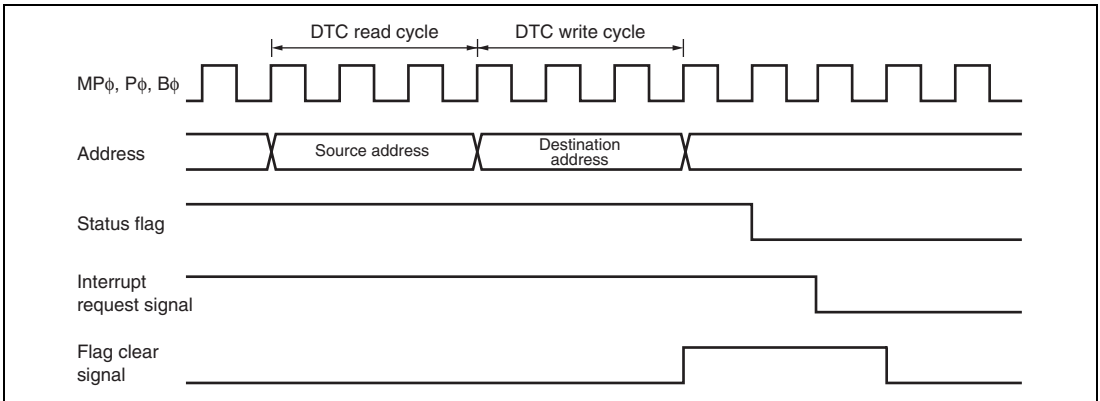 DTC read cycle DTC write cycle
MPϕ, Pϕ, Bϕ
Address
Source address
Destination
address
Status flag
Interrupt
request signal
Flag clear
signal